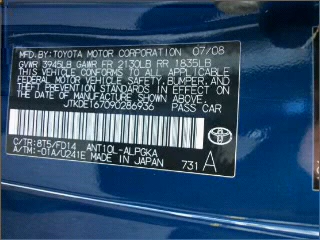 MFD. BY: TOYOTA MOTOR CORPORATION 07/08
GVWR 3945LB GAWR FR 2130LB RR 1835LB
THIS VEHICLE CONFORMS TO ALL APPLICABLE
FEDERAL MOTOR VEHICLE SAFETY, BUMPER, AND
THEFT PREVENTION STANDARDS IN EFFECT ON
THE DATE OF MANUFACTURE SHOWN ABOVE.
JTKDE167090286936 PASS CAR
C/TR: 8T5/FD14 ANT10L-ALPGKA
A/TM: -01A/U241E MADE IN JAPAN 731 A